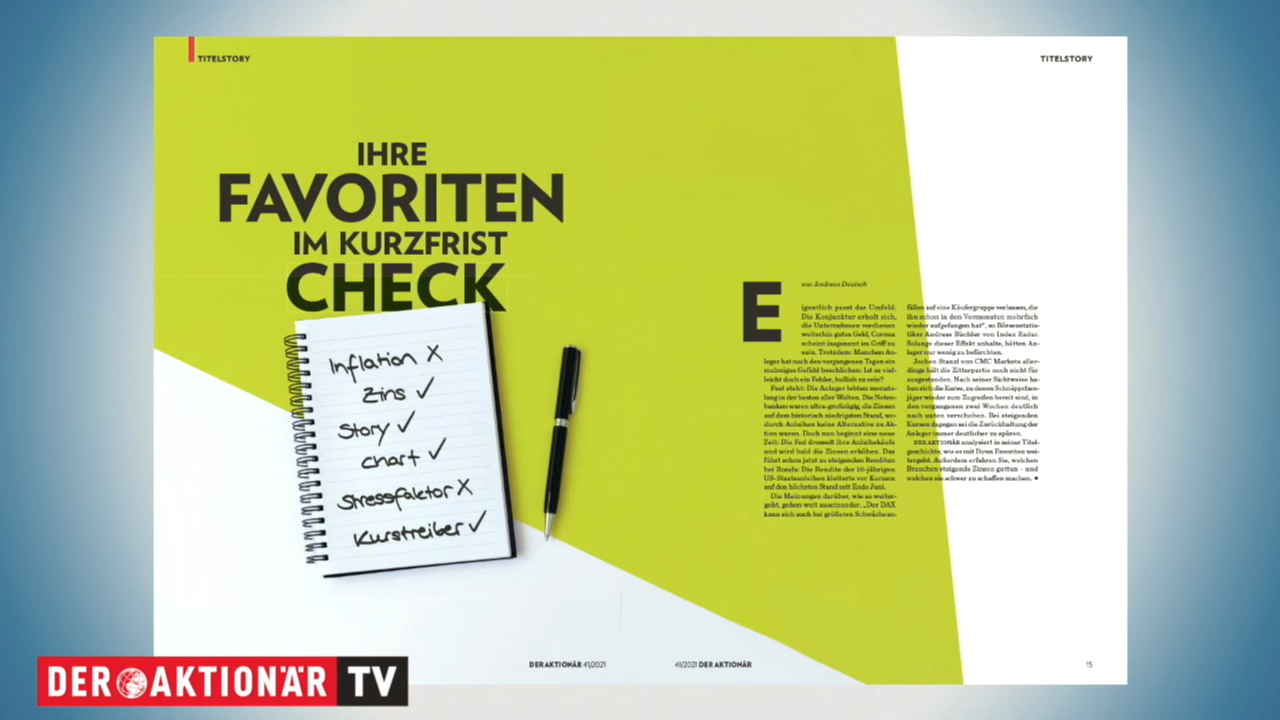 TITELSTORY
TITELSTORY
IHRE
FAVORITEN
IM KURZFRIST
CHECK
Inflation X
Zins ✓
Story ✓
Chart ✓
Stressfaktor X
Kurstreiber ✓
von Andreas Deutsch
Eigentlich passt das Umfeld.
Die Konjunktur erholt sich,
die Unternehmen verdienen
weiterhin gutes Geld, Corona
scheint insgesamt im Griff zu
sein. Trotzdem: Manchen An-
leger hat nach den vergangenen Tagen ein
mulmiges Gefühl beschlichen: Ist es viel-
leicht doch ein Fehler, bullish zu sein?
Fest steht: Die Anleger lebten monate-
lang in der besten aller Welten. Die Noten-
banken waren ultra-großzügig, die Zinsen
auf dem historisch niedrigsten Stand, wo-
durch Anleihen keine Alternative zu Ak-
tien waren. Doch nun beginnt eine neue
Zeit: Die Fed drosselt ihre Anleihekäufe
und wird bald die Zinsen erhöhen. Das
führt schon jetzt zu steigenden Renditen
bei Bonds: Die Rendite der 10-jährigen
US-Staatsanleihen kletterte vor Kurzem
auf den höchsten Stand seit Ende Juni.
Die Meinungen darüber, wie es weiter-
geht, gehen weit auseinander. „Der DAX
kann sich auch bei größeren Schwächean-
fällen auf eine Käufergruppe verlassen, die
ihn schon in den Vormonaten mehrfach
wieder aufgefangen hat“, so Börsenstatis-
tiker Andreas Büchler von Index Radar.
Solange dieser Effekt anhalte, hätten An-
leger nur wenig zu befürchten.
Jochen Stanzl von CMC Markets aller-
dings hält die Zitterpartie noch nicht für
ausgestanden. Nach seiner Sichtweise ha-
ben sich die Kurse, zu denen Schnäppchen-
jäger wieder zum Zugreifen bereit sind, in
den vergangenen zwei Wochen deutlich
nach unten verschoben. Bei steigenden
Kursen dagegen sei die Zurückhaltung der
Anleger immer deutlicher zu spüren.
DER AKTIONÄR analysiert in seiner Titel-
geschichte, wie es mit Ihren Favoriten wei-
tergeht. Außerdem erfahren Sie, welchen
Branchen steigende Zinsen guttun – und
welchen sie schwer zu schaffen machen. •
DER AKTIONÄR 41/2021
41/2021 DER AKTIONÄR
15
DER AKTIONÄR TV